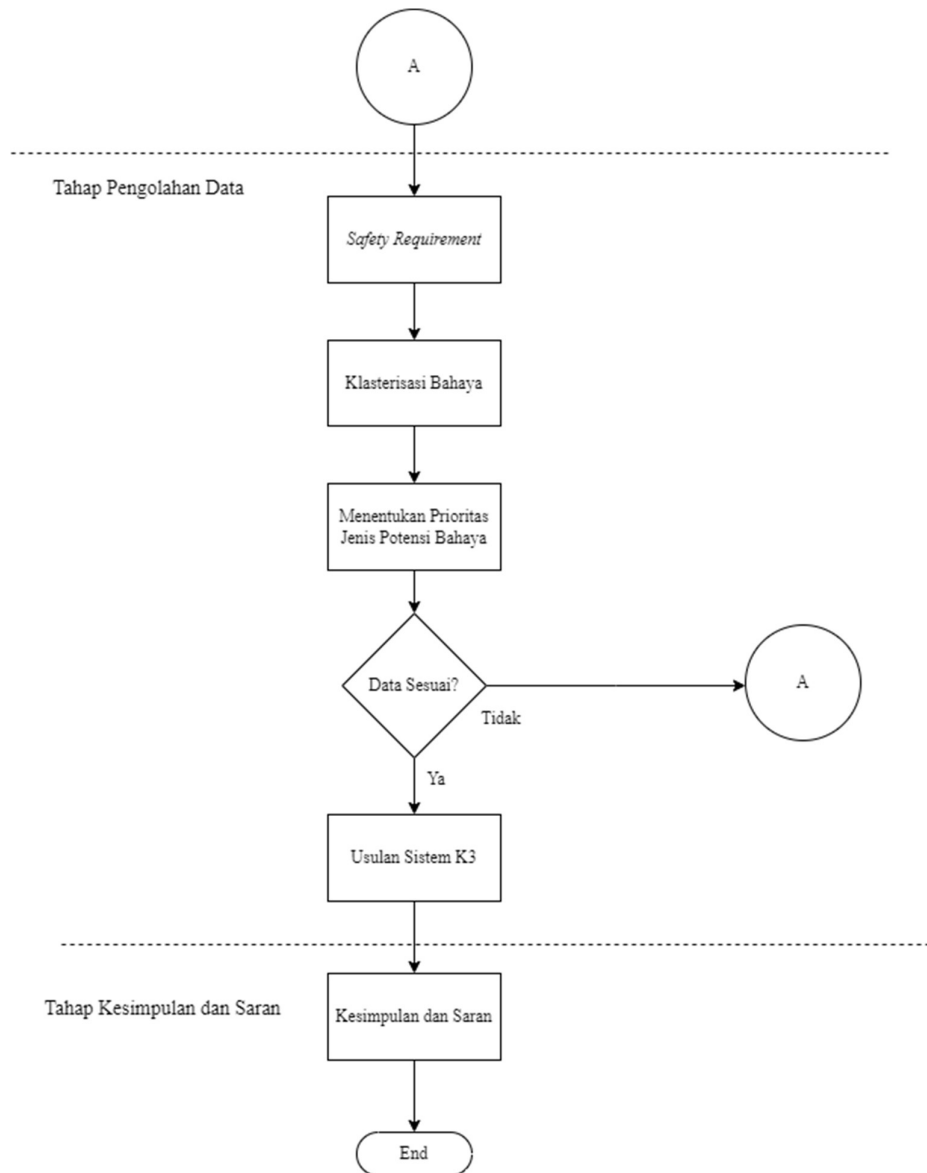 A
Tahap Pengolahan Data
Safety Requirement
Klasterisasi Bahaya
Menentukan Prioritas
Jenis Potensi Bahaya
Data Sesuai?
A
Tidak
Ya
Usulan Sistem K3
Tahap Kesimpulan dan Saran
Kesimpulan dan Saran
End